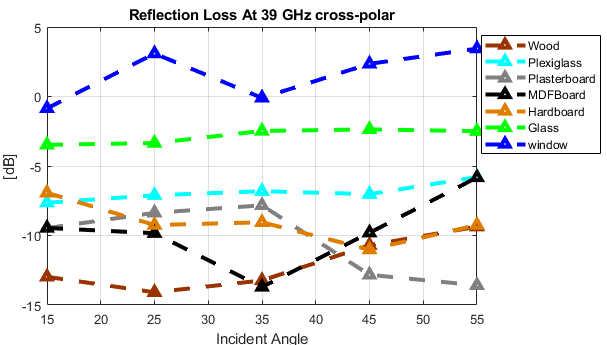 Reflection Loss At 39 GHz cross-polar
5
0
-5
-10
-15
[dB]
15
20
25
30
35
40
45
50
55
Incident Angle
Wood
Plexiglass
Plasterboard
MDFBoard
Hardboard
Glass
window